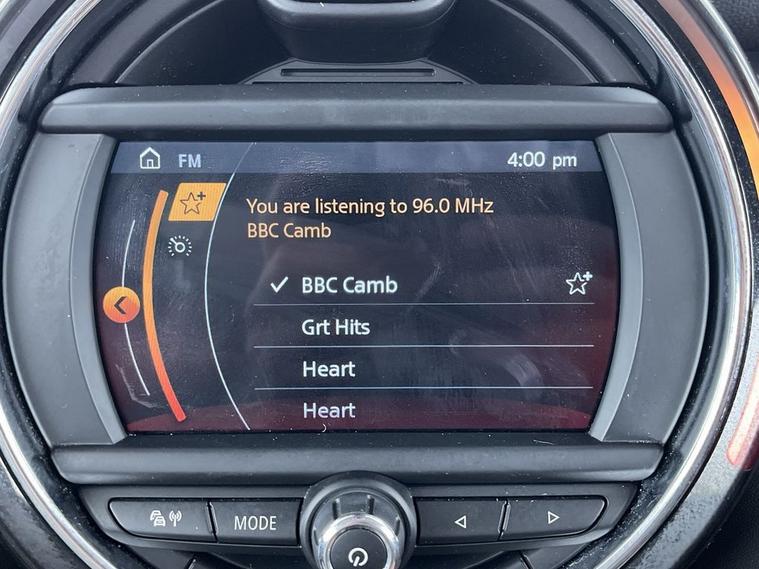 FM 4:00 pm
You are listening to 96.0 MHz
BBC Camb
BBC Camb
Grt Hits
Heart
Heart
MODE